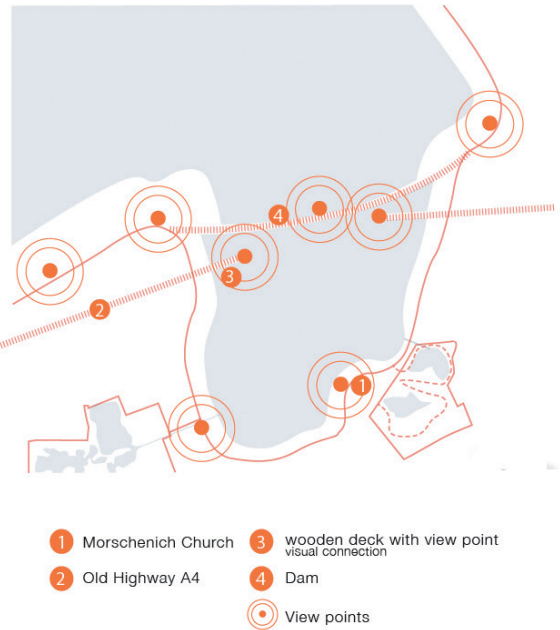 4
3
2
1
1 Morschenich Church
3 wooden deck with view point
visual connection
2 Old Highway A4
4 Dam
View points